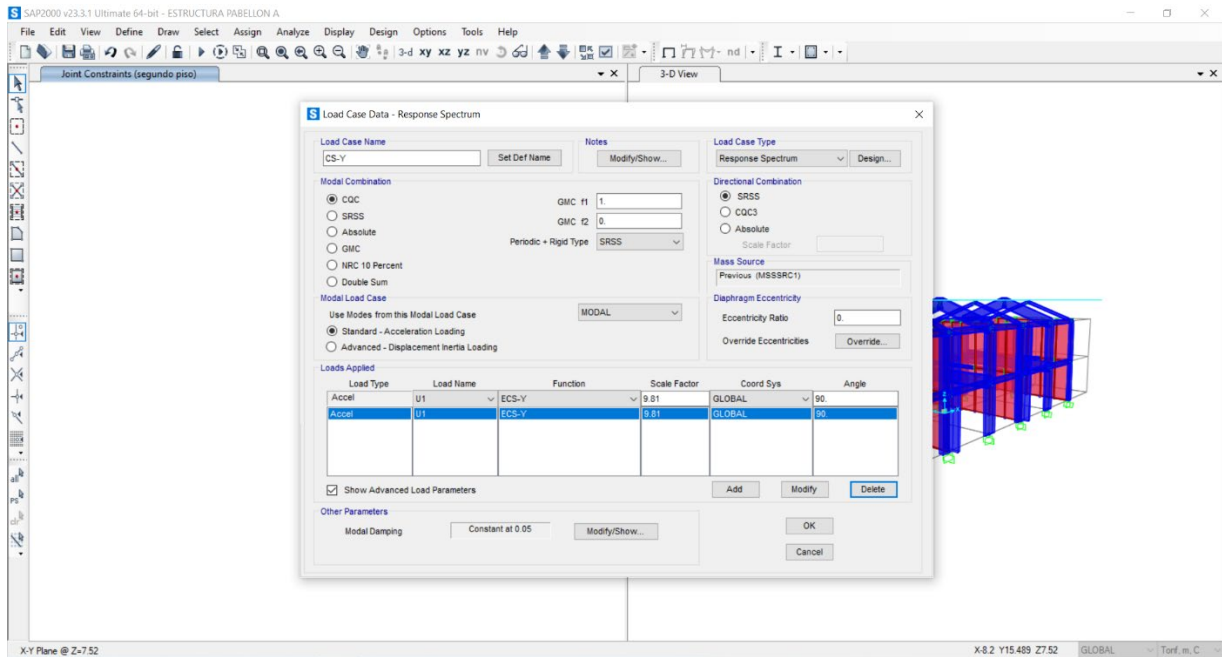 SAP2000 v23.3.1 Ultimate 64-bit - ESTRUCTURA PABELLON A
File Edit View Define Draw Select Assign Analyze Display Design Options Tools Help
3-d xy xz yz nv nd
Joint Constraints (segundo piso)
3-D View
Load Case Data - Response Spectrum
Load Case Name
CS-Y
Set Def Name
Notes
Modify/Show...
Load Case Type
Response Spectrum
Design...
Modal Combination
CQC
SRSS
Absolute
GMC
NRC 10 Percent
Double Sum
GMC f1 1.
GMC f2 0.
Periodic + Rigid Type SRSS
Directional Combination
SRSS
CQC3
Absolute
Scale Factor
Mass Source
Previous (MSSSRC1)
Modal Load Case
Use Modes from this Modal Load Case MODAL
Standard - Acceleration Loading
Advanced - Displacement Inertia Loading
Diaphragm Eccentricity
Eccentricity Ratio 0.
Override Eccentricities Override...
Loads Applied
Load Type Load Name Function Scale Factor Coord Sys Angle
Accel U1 ECS-Y 9.81 GLOBAL 90.
Accel U1 ECS-Y 9.81 GLOBAL 90.
Show Advanced Load Parameters
Add Modify Delete
Other Parameters
Modal Damping Constant at 0.05 Modify/Show...
OK
Cancel
all
PS
clr
X-Y Plane @ Z=7.52
X-8.2 Y15.489 Z7.52 GLOBAL Tonf, m, C